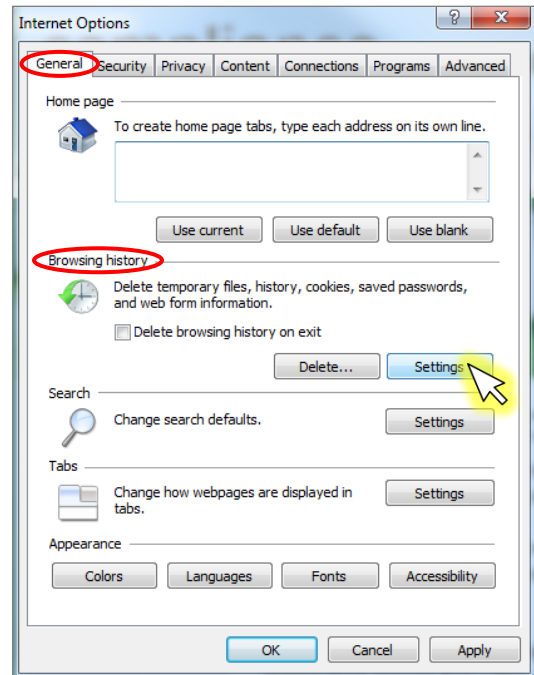 Internet Options
General Security Privacy Content Connections Programs Advanced
Home page
To create home page tabs, type each address on its own line.
Use current Use default Use blank
Browsing history
Delete temporary files, history, cookies, saved passwords,
and web form information.
Delete browsing history on exit
Delete... Settings
Search
Change search defaults. Settings
Tabs
Change how webpages are displayed in Settings
tabs.
Appearance
Colors Languages Fonts Accessibility
OK Cancel Apply